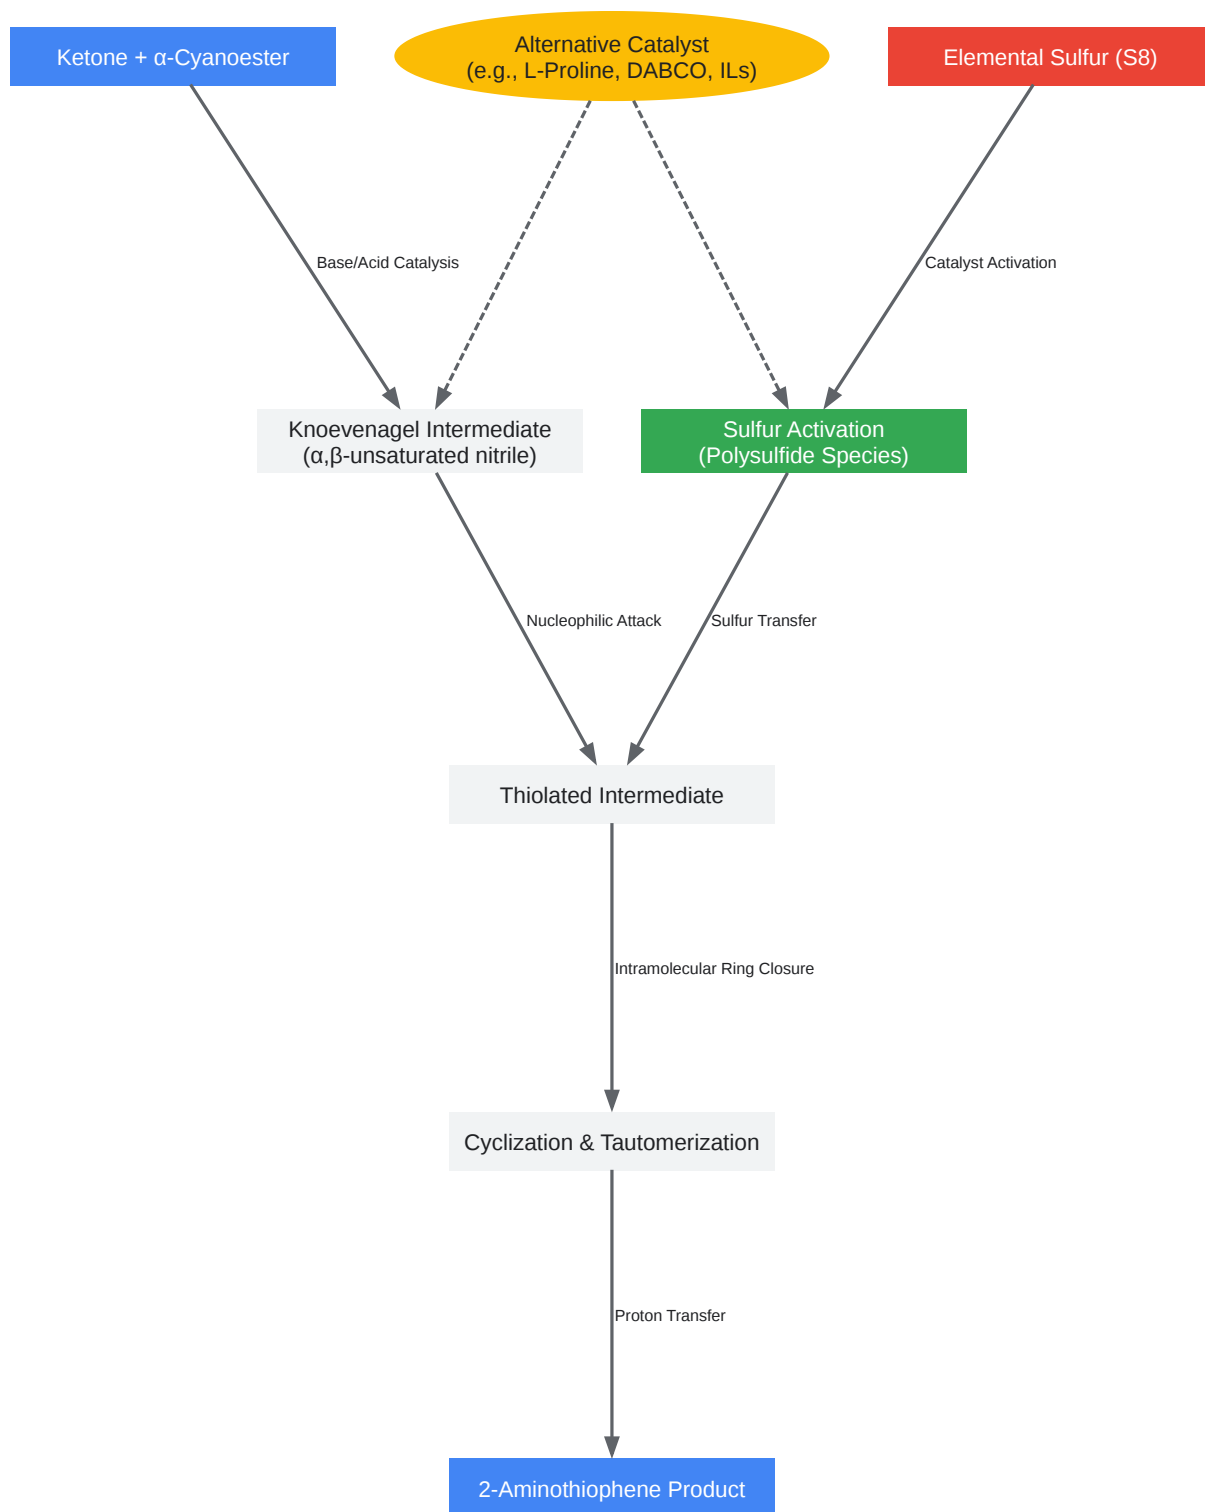 Ketone + α-Cyanoester
Alternative Catalyst
(e.g., L-Proline, DABCO, ILs)
Elemental Sulfur (S8)
Base/Acid Catalysis
Catalyst Activation
Knoevenagel Intermediate
(α,β-unsaturated nitrile)
Sulfur Activation
(Polysulfide Species)
Nucleophilic Attack
Sulfur Transfer
Thiolated Intermediate
Intramolecular Ring Closure
Cyclization & Tautomerization
Proton Transfer
2-Aminothiophene Product